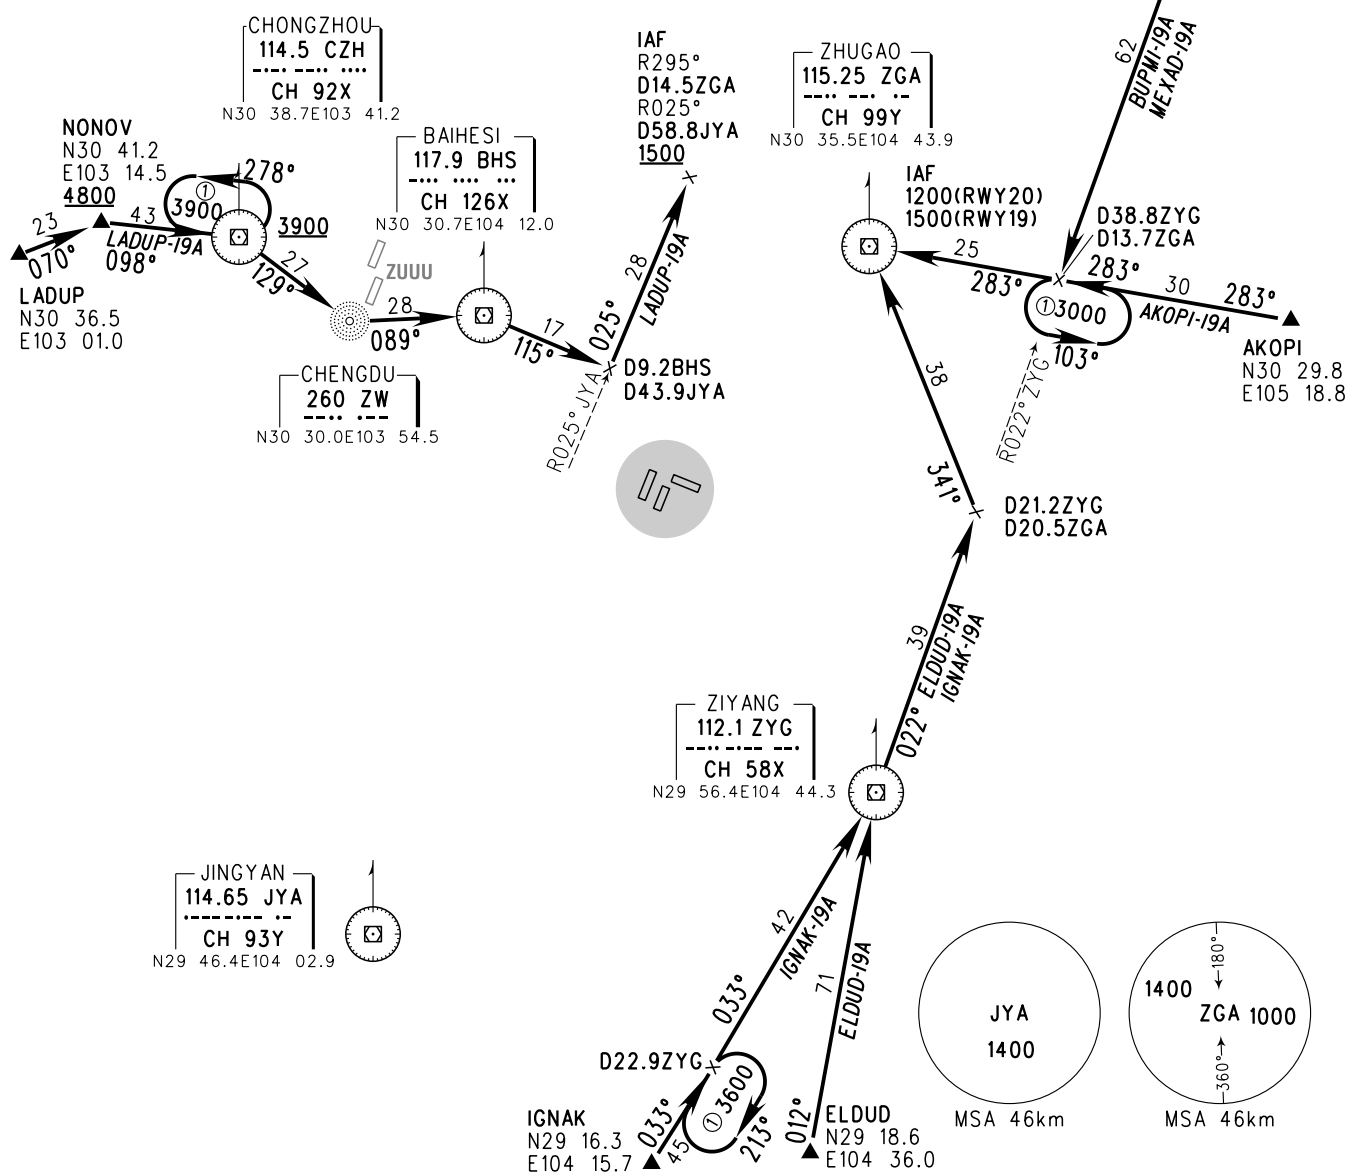 CHONGZHOU
114.5 CZH
CH 92X
N30 38.7E103 41.2
NONOV
N30 41.2
E103 14.5
4800
23
070°
LADUP
N30 36.5
E103 01.0
43
LADUP-19A
098°
278°
①
3900
3900
27
129°
ZUUU
CHENGDU
260 ZW
N30 30.0E103 54.5
BAIHESI
117.9 BHS
CH 126X
N30 30.7E104 12.0
28
089°
17
115°
IAF
R295°
D14.5ZGA
R025°
D58.8JYA
1500
28
LADUP-19A
025°
R025° JYA
D9.2BHS
D43.9JYA
ZHUGAO
115.25 ZGA
CH 99Y
N30 35.5E104 43.9
IAF
1200(RWY20)
1500(RWY19)
62
BUPMI-19A
MEXAD-19A
D38.8ZYG
D13.7ZGA
25
283°
283°
30
283°
AKOPI-19A
①3000
103°
AKOPI
N30 29.8
E105 18.8
R022° ZYG
38
341°
D21.2ZYG
D20.5ZGA
39
ELDUD-19A
IGNAK-19A
022°
ZIYANG
112.1 ZYG
CH 58X
N29 56.4E104 44.3
JINGYAN
114.65 JYA
CH 93Y
N29 46.4E104 02.9
42
IGNAK-19A
033°
71
ELDUD-19A
D22.9ZYG
①3600
213°
033°
45
IGNAK
N29 16.3
E104 15.7
012°
ELDUD
N29 18.6
E104 36.0
JYA
1400
MSA 46km
180°
1400
ZGA 1000
360°
MSA 46km